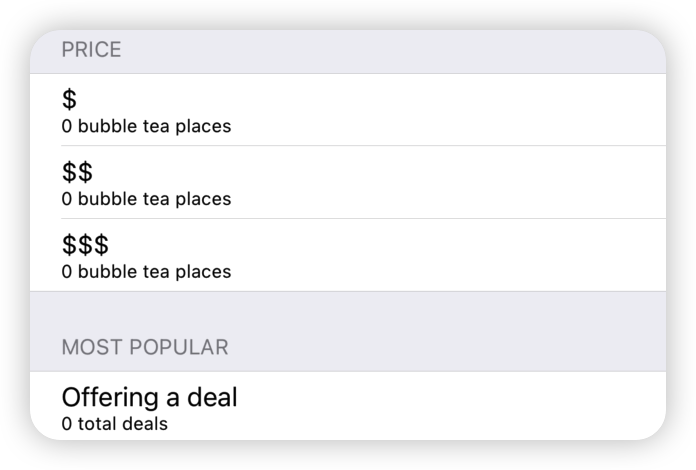 PRICE
$
0 bubble tea places
$$
0 bubble tea places
$$$
0 bubble tea places
MOST POPULAR
Offering a deal
0 total deals